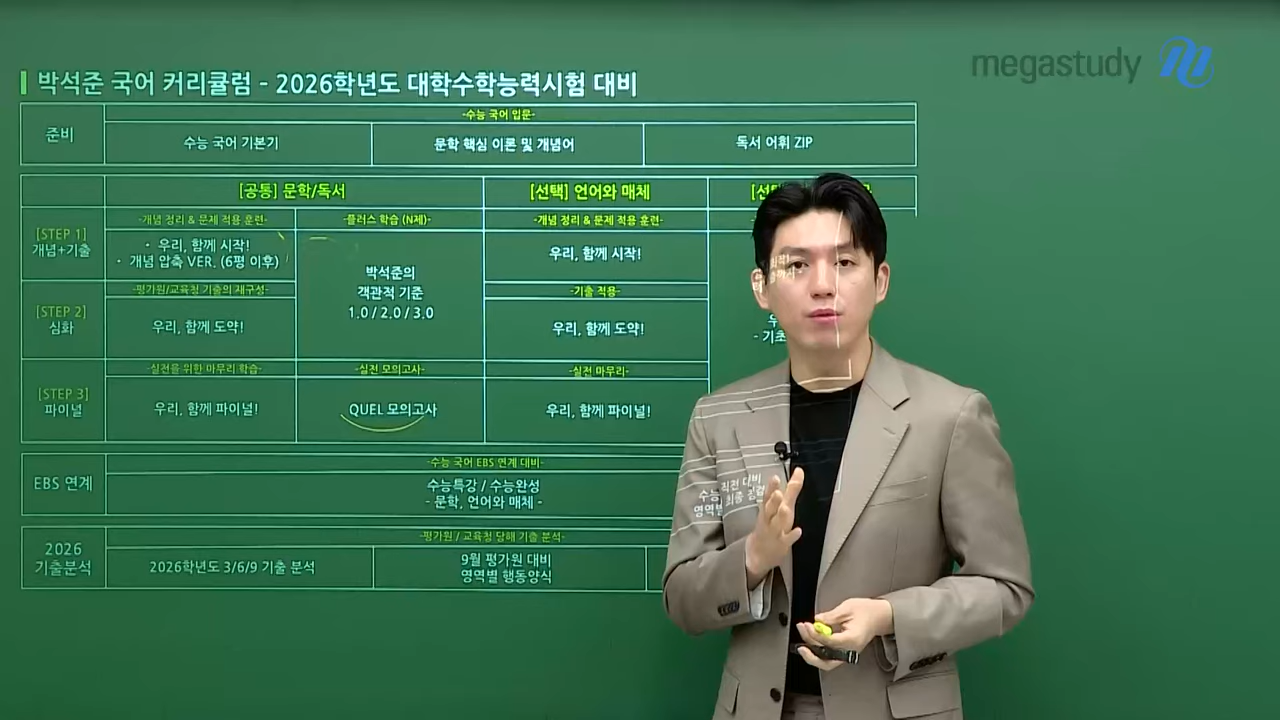 megastudy
박석준 국어 커리큘럼 - 2026학년도 대학수학능력시험 대비
준비
-수능 국어 입문-
수능 국어 기본기
문학 핵심 이론 및 개념어
독서 어휘 ZIP
[공통] 문학/독서
[선택] 언어와 매체
[STEP 1]
개념+기출
-개념 정리 & 문제 적용 훈련-
· 우리, 함께 시작!
· 개념 압축 VER. (6평 이후)
-플러스 학습 (N제)-
박석준의
객관적 기준
1.0 / 2.0 / 3.0
-개념 정리 & 문제 적용 훈련-
우리, 함께 시작!
[STEP 2]
심화
-평가원/교육청 기출의 재구성-
우리, 함께 도약!
-기출 적용-
우리, 함께 도약!
- 기초
[STEP 3]
파이널
-실전을 위한 마무리 학습-
우리, 함께 파이널!
-실전 모의고사-
QUEL 모의고사
-실전 마무리-
우리, 함께 파이널!
EBS 연계
-수능 국어 EBS 연계 대비-
수능특강 / 수능완성
- 문학, 언어와 매체 -
2026
기출분석
-평가원 / 교육청 당해 기출 분석-
2026학년도 3/6/9 기출 분석
9월 평가원 대비
영역별 행동양식
수능 직전 대비
영역별 최종 점검